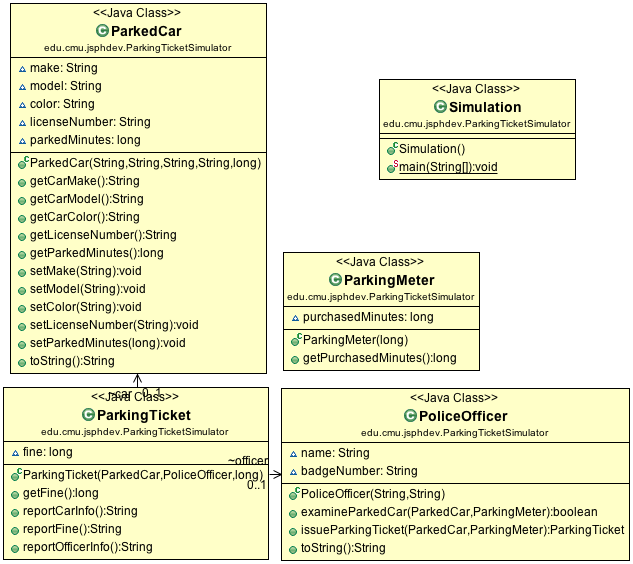 <<Java Class>>
ParkedCar
edu.cmu.jsphdev.ParkingTicketSimulator
make: String
model: String
color: String
licenseNumber: String
parkedMinutes: long
ParkedCar(String,String,String,String,long)
getCarMake():String
getCarModel():String
getCarColor():String
getLicenseNumber():String
getParkedMinutes():long
setMake(String):void
setModel(String):void
setColor(String):void
setLicenseNumber(String):void
setParkedMinutes(long):void
toString():String
<<Java Class>>
Simulation
edu.cmu.jsphdev.ParkingTicketSimulator
Simulation()
main(String[]):void
<<Java Class>>
ParkingMeter
edu.cmu.jsphdev.ParkingTicketSimulator
purchasedMinutes: long
ParkingMeter(long)
getPurchasedMinutes():long
~car 0..1
<<Java Class>>
ParkingTicket
edu.cmu.jsphdev.ParkingTicketSimulator
fine: long
ParkingTicket(ParkedCar,PoliceOfficer,long)
getFine():long
reportCarInfo():String
reportFine():String
reportOfficerInfo():String
~officer
0..1
<<Java Class>>
PoliceOfficer
edu.cmu.jsphdev.ParkingTicketSimulator
name: String
badgeNumber: String
PoliceOfficer(String,String)
examineParkedCar(ParkedCar,ParkingMeter):boolean
issueParkingTicket(ParkedCar,ParkingMeter):ParkingTicket
toString():String